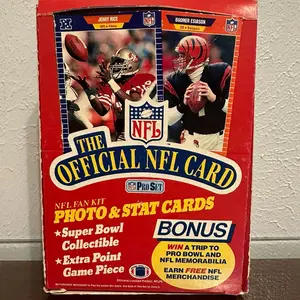 JERRY RICE
BOOMER ESIASON
NFL
THE
OFFICIAL NFL CARD
PRO SET
NFL FAN KIT
PHOTO & STAT CARDS
★Super Bowl
Collectible
★Extra Point
Game Piece
BONUS
WIN A TRIP TO
PRO BOWL AND
NFL MEMORABILIA
EARN FREE NFL
MERCHANDISE